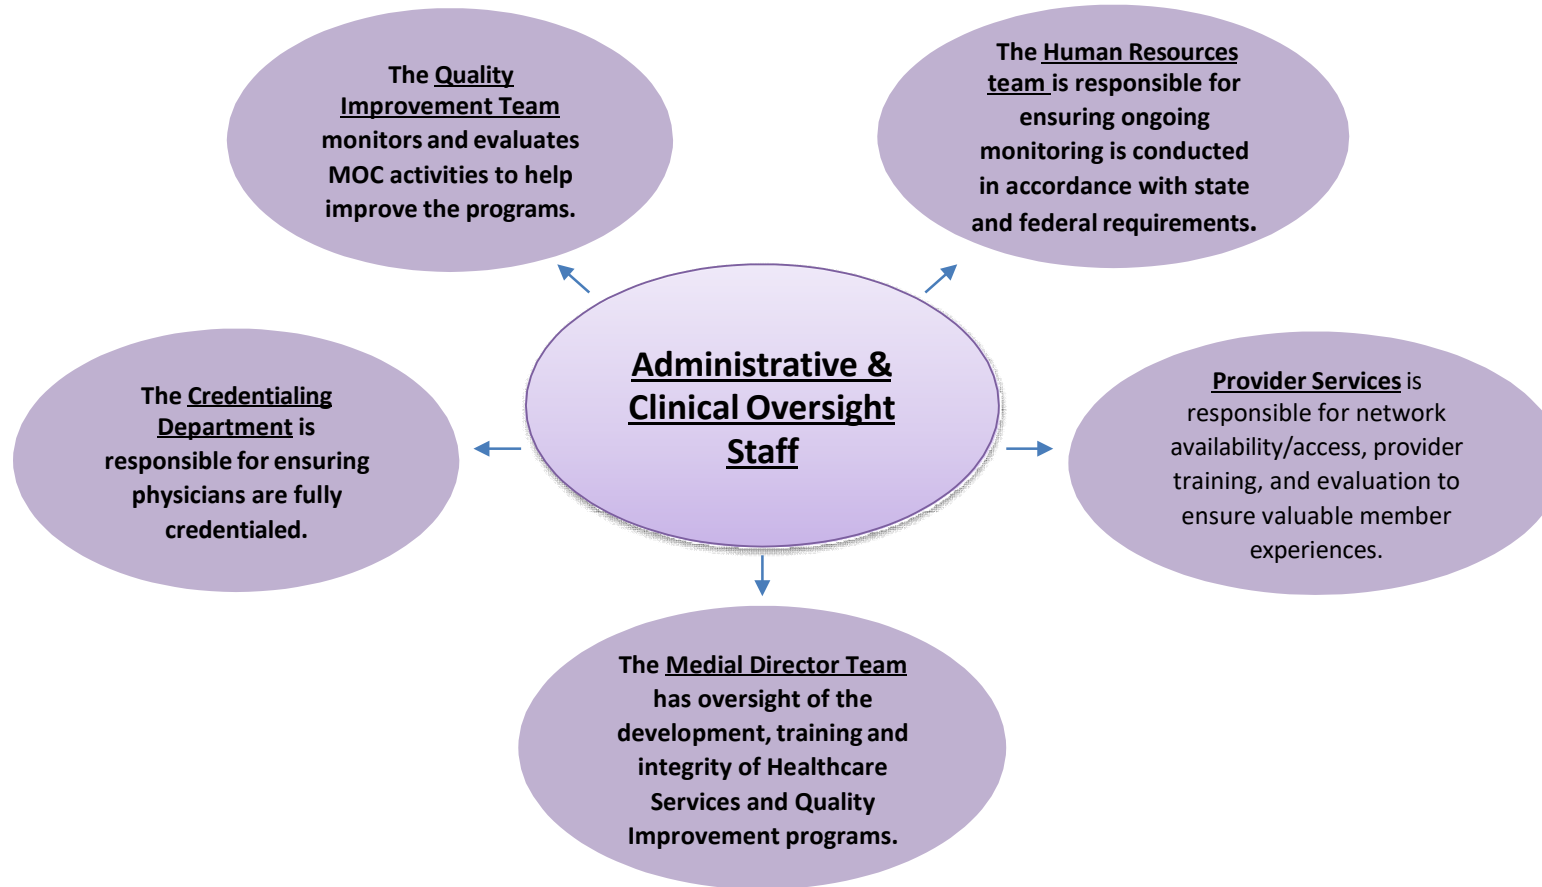 The Quality
Improvement Team
monitors and evaluates
MOC activities to help
improve the programs.
The Human Resources
team is responsible for
ensuring ongoing
monitoring is conducted
in accordance with state
and federal requirements.
Administrative &
Clinical Oversight
Staff
The Credentialing
Department is
responsible for ensuring
physicians are fully
credentialed.
Provider Services is
responsible for network
availability/access, provider
training, and evaluation to
ensure valuable member
experiences.
The Medial Director Team
has oversight of the
development, training and
integrity of Healthcare
Services and Quality
Improvement programs.